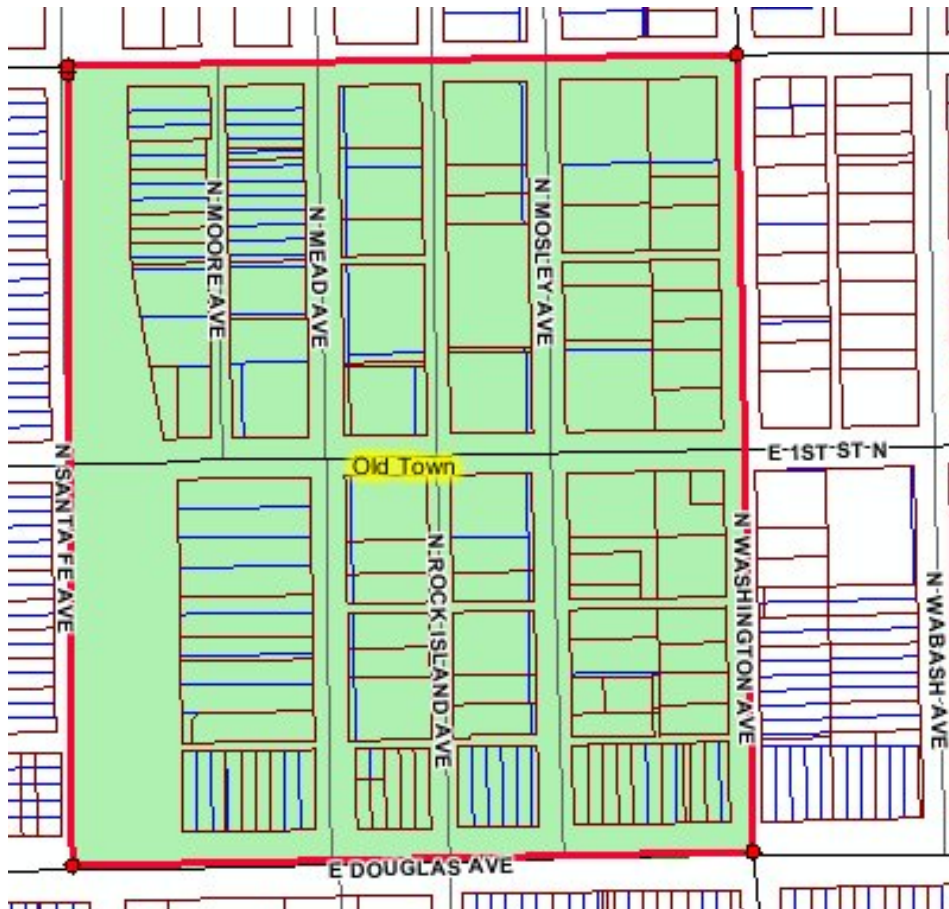 N MOORE AVE
N MEAD AVE
N MOSLEY AVE
E 1ST ST N
Old Town
N SANTA FE AVE
N ROCK ISLAND AVE
N WASHINGTON AVE
N WABASH AVE
E DOUGLAS AVE